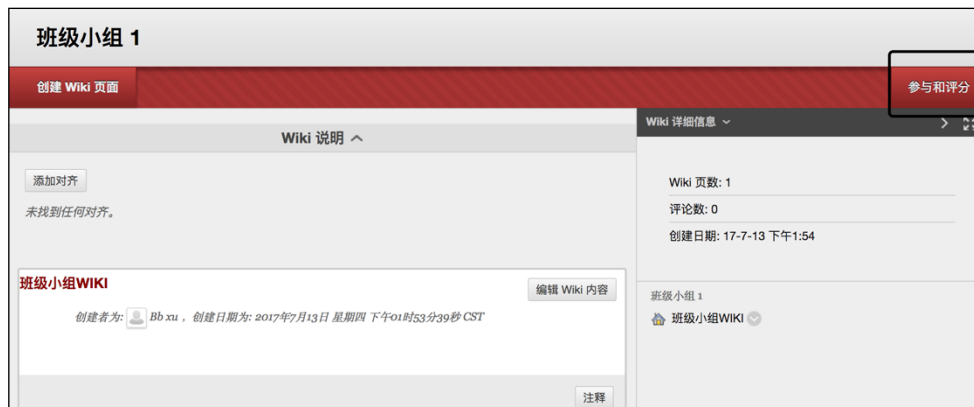 班级小组 1
创建 Wiki 页面
参与和评分
Wiki 说明
添加对齐
未找到任何对齐。
班级小组WIKI
编辑 Wiki 内容
创建者为: Bb xu ，创建日期为: 2017年7月13日 星期四 下午01时53分39秒 CST
注释
Wiki 详细信息
Wiki 页数: 1
评论数: 0
创建日期: 17-7-13 下午1:54
班级小组 1
班级小组WIKI